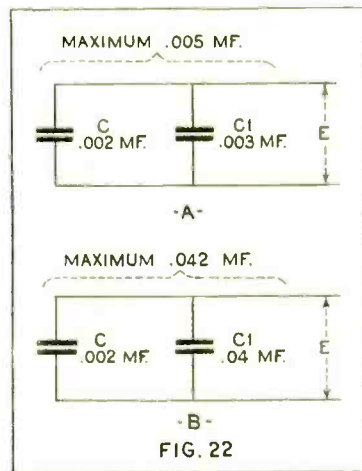 MAXIMUM .005 MF.
C C1
.002 MF. .003 MF.
E
-A-
MAXIMUM .042 MF.
C C1
.002 MF. .04 MF.
E
-B-
FIG. 22